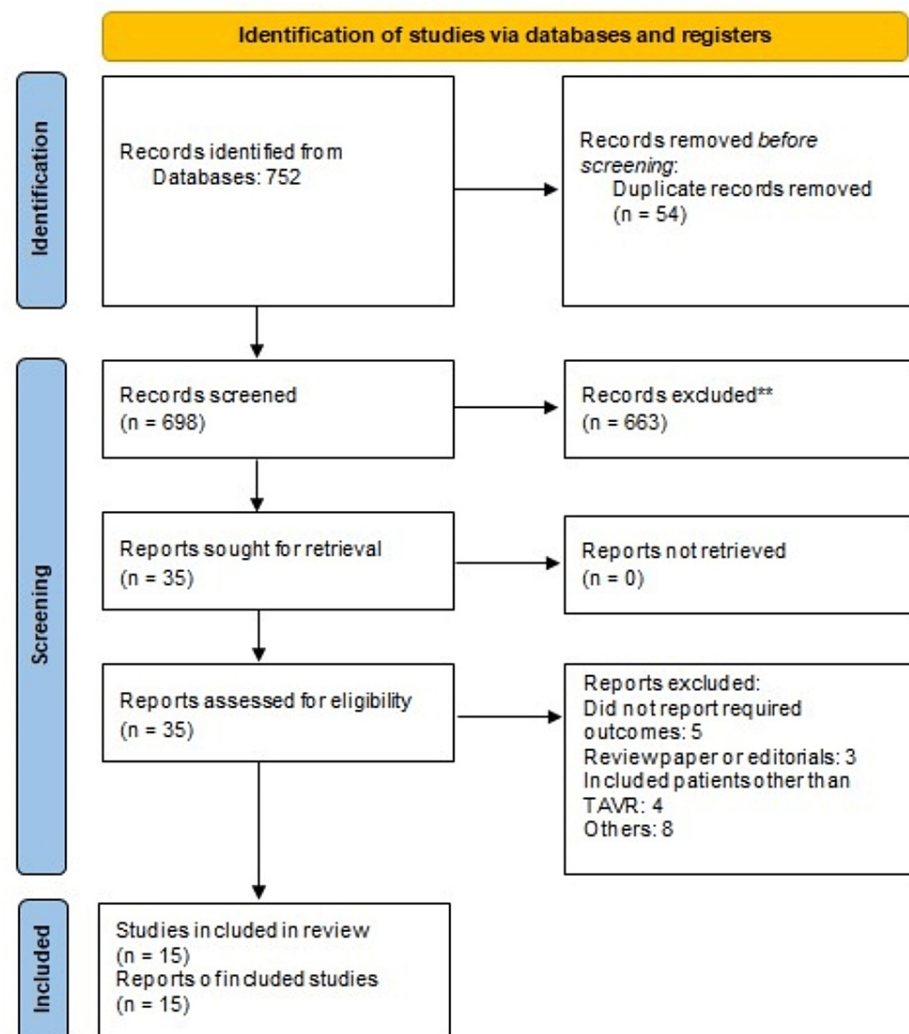 Identification of studies via databases and registers
Identification
Records identified from
Databases: 752
Records removed before
screening:
Duplicate records removed
(n = 54)
Screening
Records screened
(n = 698)
Records excluded**
(n = 663)
Reports sought for retrieval
(n = 35)
Reports not retrieved
(n = 0)
Reports assessed for eligibility
(n = 35)
Reports excluded:
Did not report required
outcomes: 5
Review paper or editorials: 3
Included patients other than
TAVR: 4
Others: 8
Included
Studies included in review
(n = 15)
Reports of included studies
(n = 15)